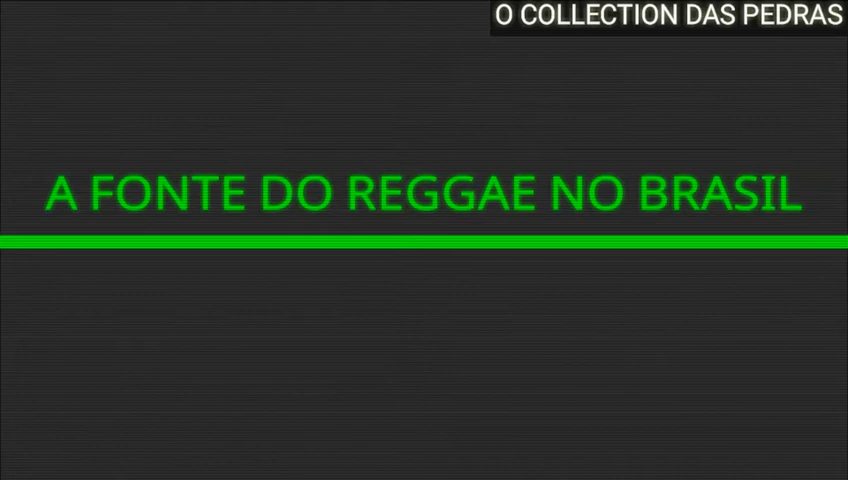 O COLLECTION DAS PEDRAS
A FONTE DO REGGAE NO BRASIL